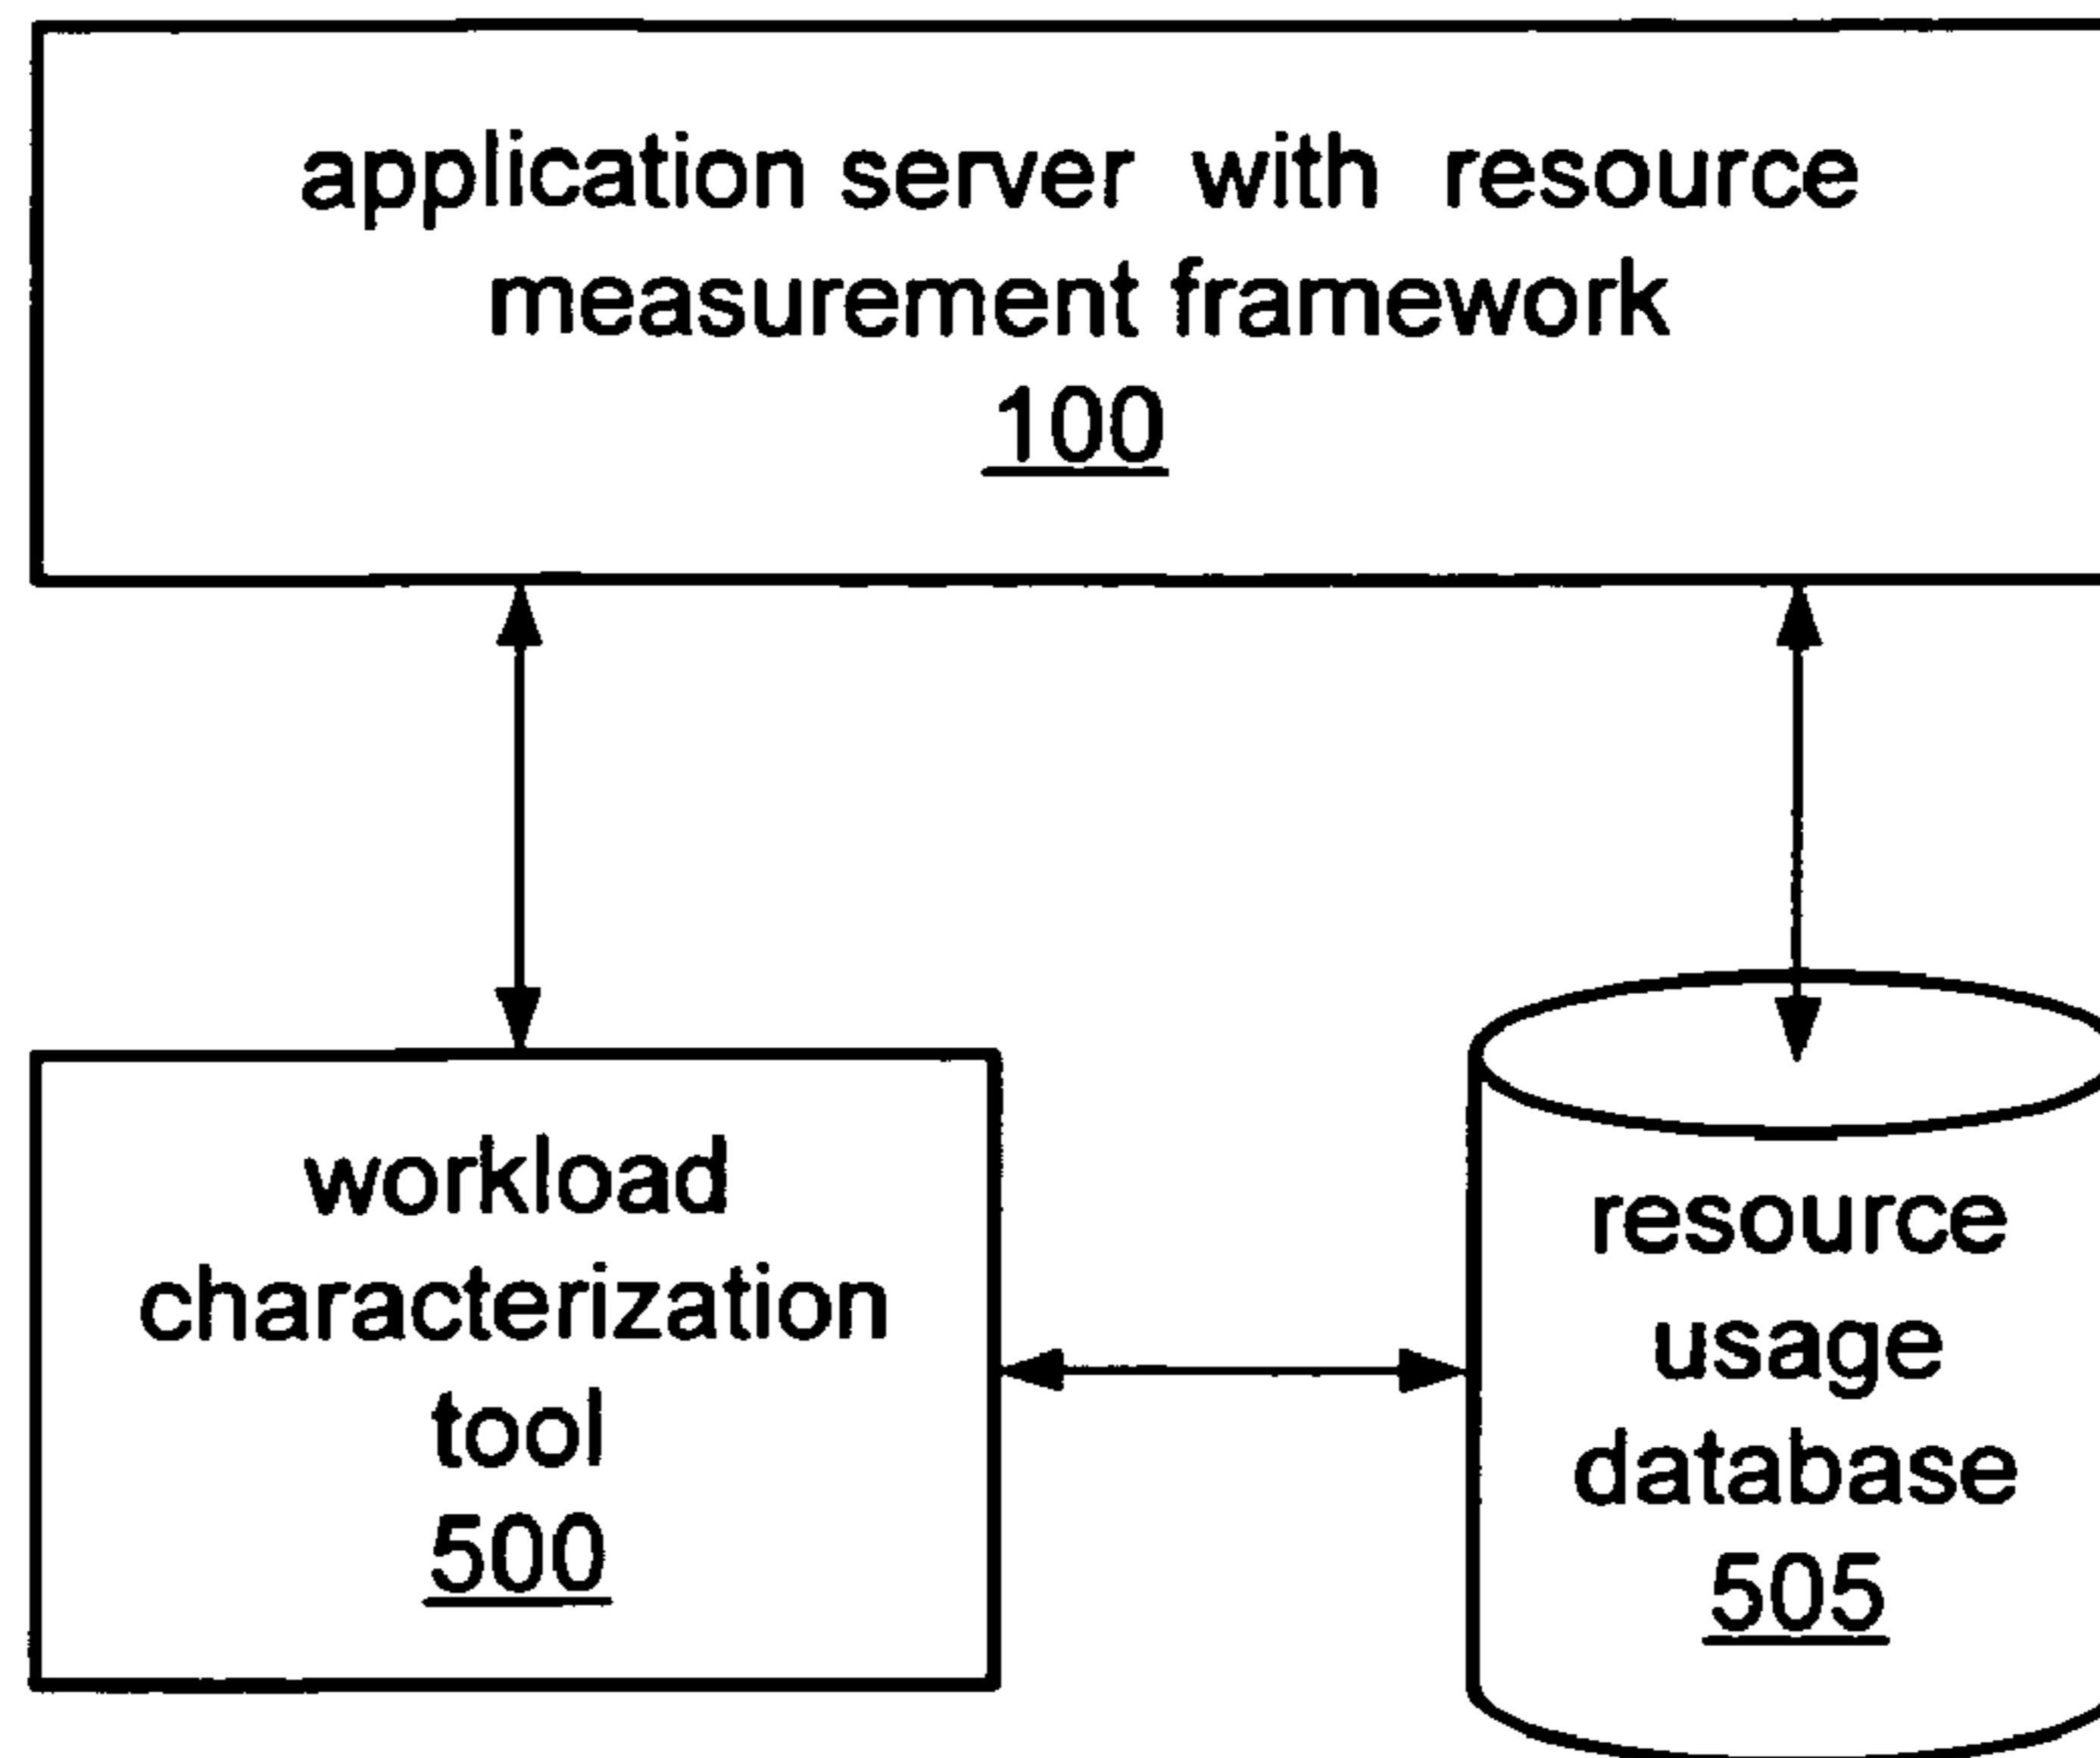 application server with resource
measurement framework
100
workload
characterization
tool
500
resource
usage
database
505